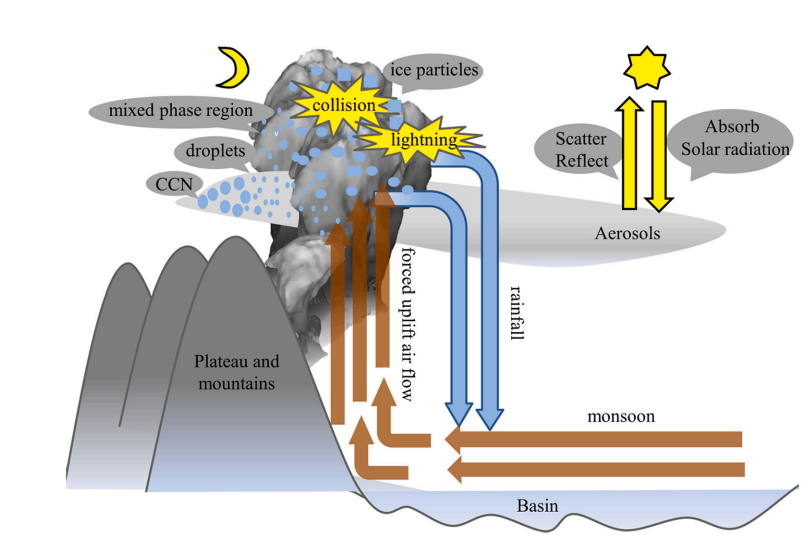 ice particles
collision
mixed phase region
lightning
droplets
CCN
Scatter
Reflect
Absorb
Solar radiation
Aerosols
forced uplift air flow
rainfall
Plateau and
mountains
monsoon
Basin